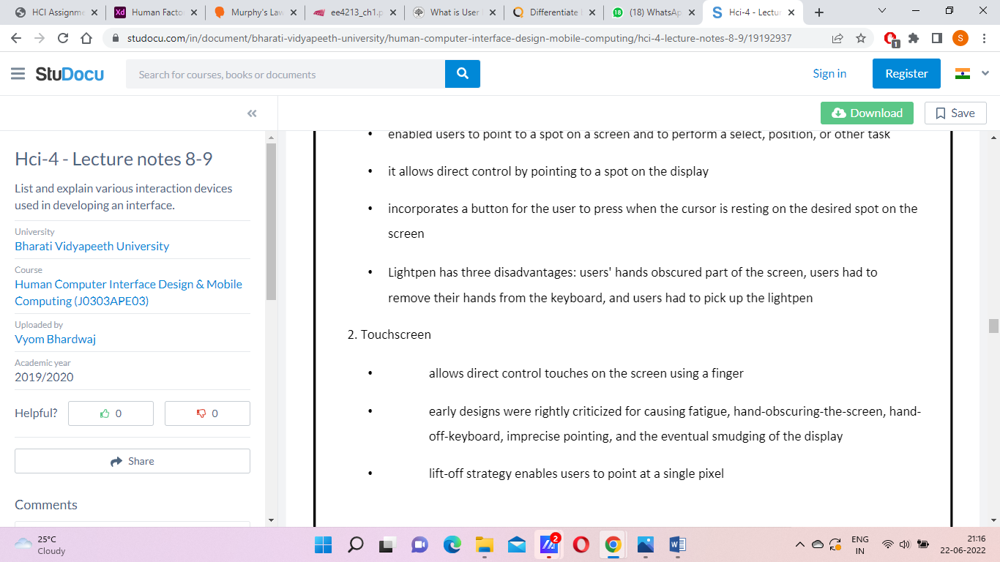 HCI Assignme
Human Facto
Murphy's Law
ee4213_ch1.p
What is User
Differentiate
(18) WhatsAp
Hci-4 - Lectur
studocu.com/in/document/bharati-vidyapeeth-university/human-computer-interface-design-mobile-computing/hci-4-lecture-notes-8-9/19192937
StuDocu
Search for courses, books or documents
Sign in
Register
Download
Save
Hci-4 - Lecture notes 8-9
List and explain various interaction devices
used in developing an interface.
University
Bharati Vidyapeeth University
Course
Human Computer Interface Design & Mobile
Computing (J0303APE03)
Uploaded by
Vyom Bhardwaj
Academic year
2019/2020
Helpful?
0
0
Share
Comments
• enabled users to point to a spot on a screen and to perform a select, position, or other task
• it allows direct control by pointing to a spot on the display
• incorporates a button for the user to press when the cursor is resting on the desired spot on the
screen
• Lightpen has three disadvantages: users' hands obscured part of the screen, users had to
remove their hands from the keyboard, and users had to pick up the lightpen
2. Touchscreen
• allows direct control touches on the screen using a finger
• early designs were rightly criticized for causing fatigue, hand-obscuring-the-screen, hand-
off-keyboard, imprecise pointing, and the eventual smudging of the display
• lift-off strategy enables users to point at a single pixel
25°C
Cloudy
2
ENG
IN
21:16
22-06-2022